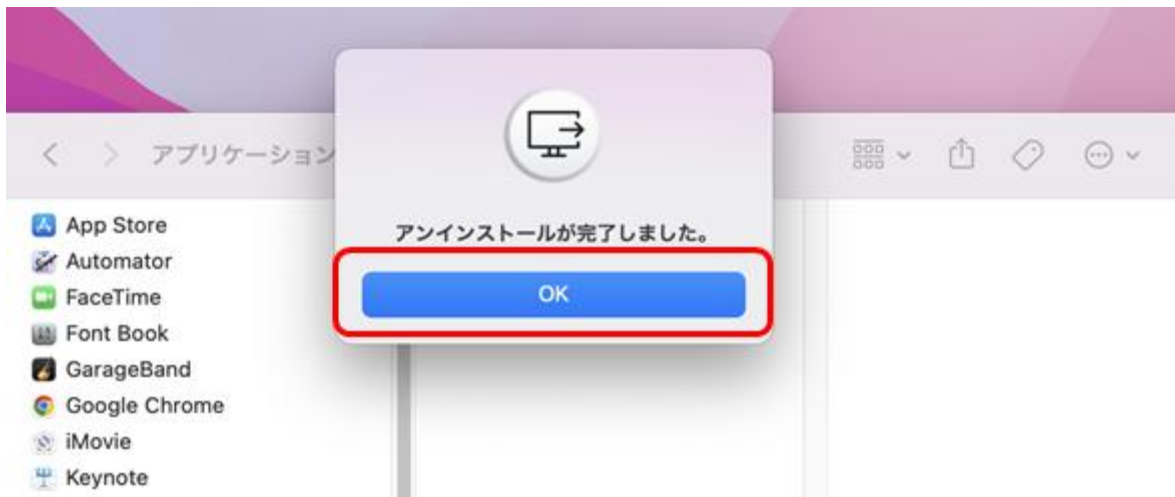 アプリケーション
アンインストールが完了しました。
OK
App Store
Automator
FaceTime
Font Book
GarageBand
Google Chrome
iMovie
Keynote